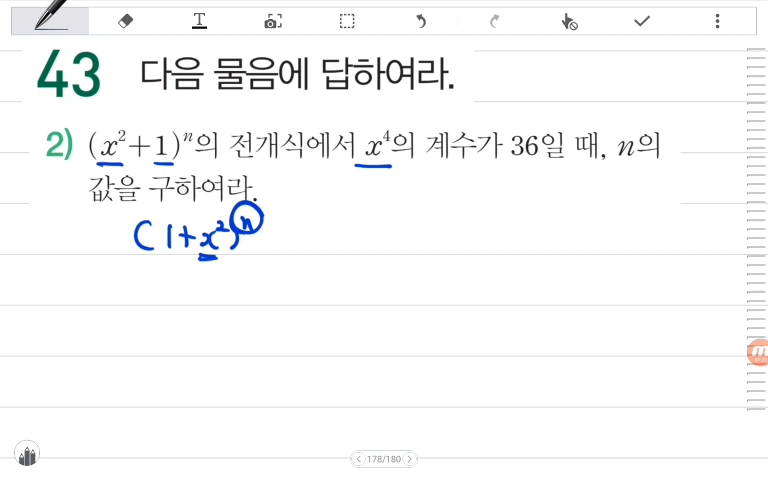 T
43 다음 물음에 답하여라.
2) (x²+1)ⁿ의 전개식에서 x⁴의 계수가 36일 때, n의
값을 구하여라.
(1+x²)ⁿ
178/180